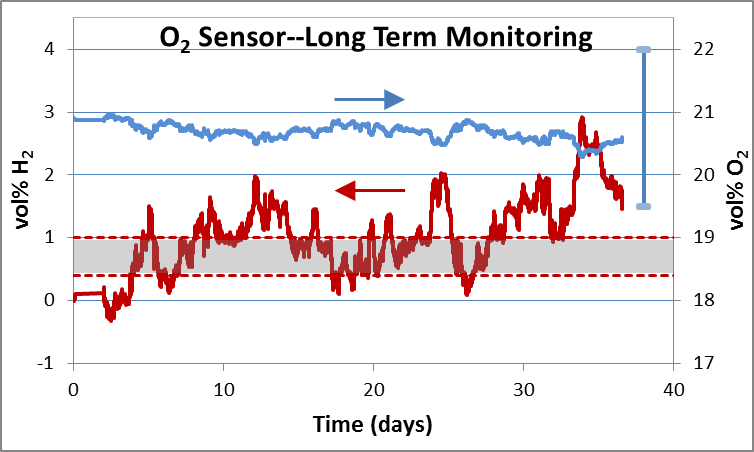 O₂ Sensor--Long Term Monitoring
4
3
2
1
0
-1
vol% H₂
22
21
20
19
18
17
vol% O₂
0 10 20 30 40
Time (days)